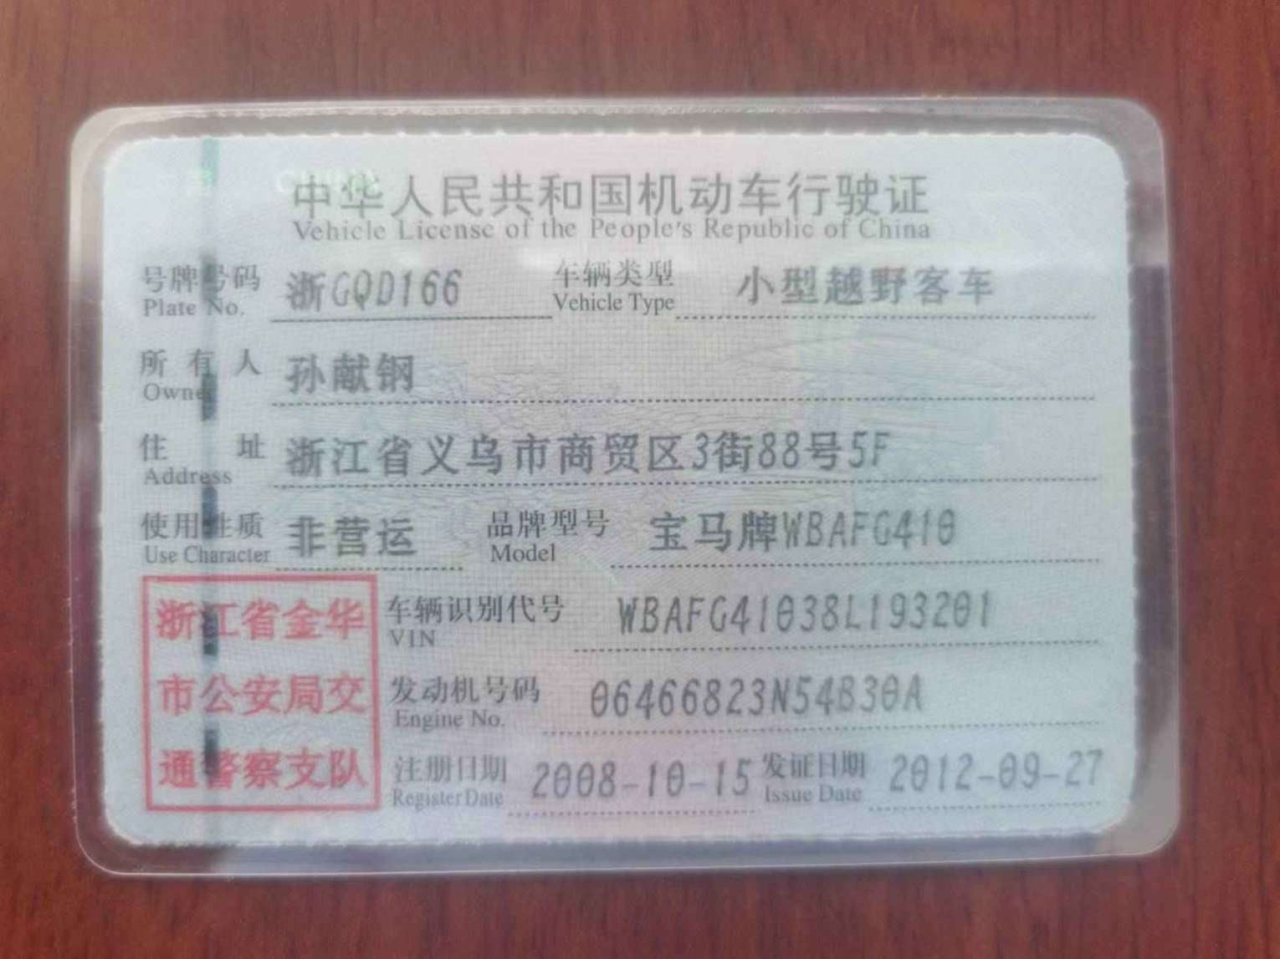 中华人民共和国机动车行驶证
Vehicle License of the People's Republic of China
号牌号码 浙GQD166 车辆类型 小型越野客车
Plate No. Vehicle Type
所有人 孙献钢
Owner
住址 浙江省义乌市商贸区3街88号5F
Address
使用性质 非营运 品牌型号 宝马牌WBAFG410
Use Character Model
浙江省金华
市公安局交
通警察支队
车辆识别代号 WBAFG41038L193201
VIN
发动机号码 06466823N54B30A
Engine No.
注册日期 2008-10-15 发证日期 2012-09-27
Register Date Issue Date